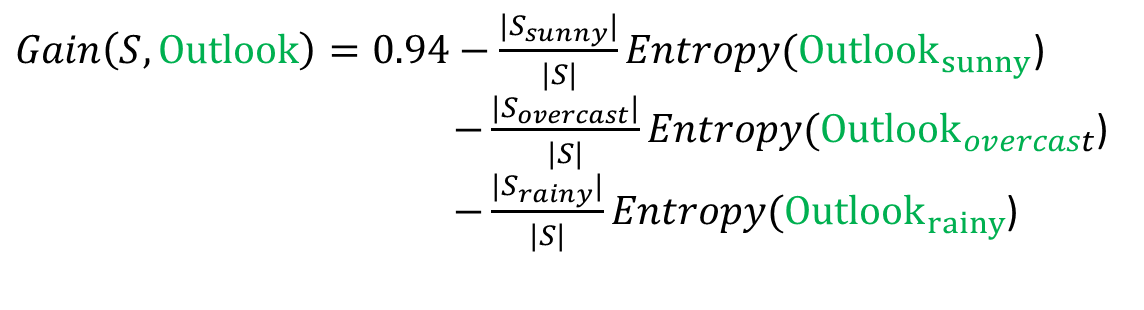 Gain(S, Outlook) = 0.94 − |S_sunny|/|S| Entropy(Outlook_sunny)
− |S_overcast|/|S| Entropy(Outlook_overcast)
− |S_rainy|/|S| Entropy(Outlook_rainy)